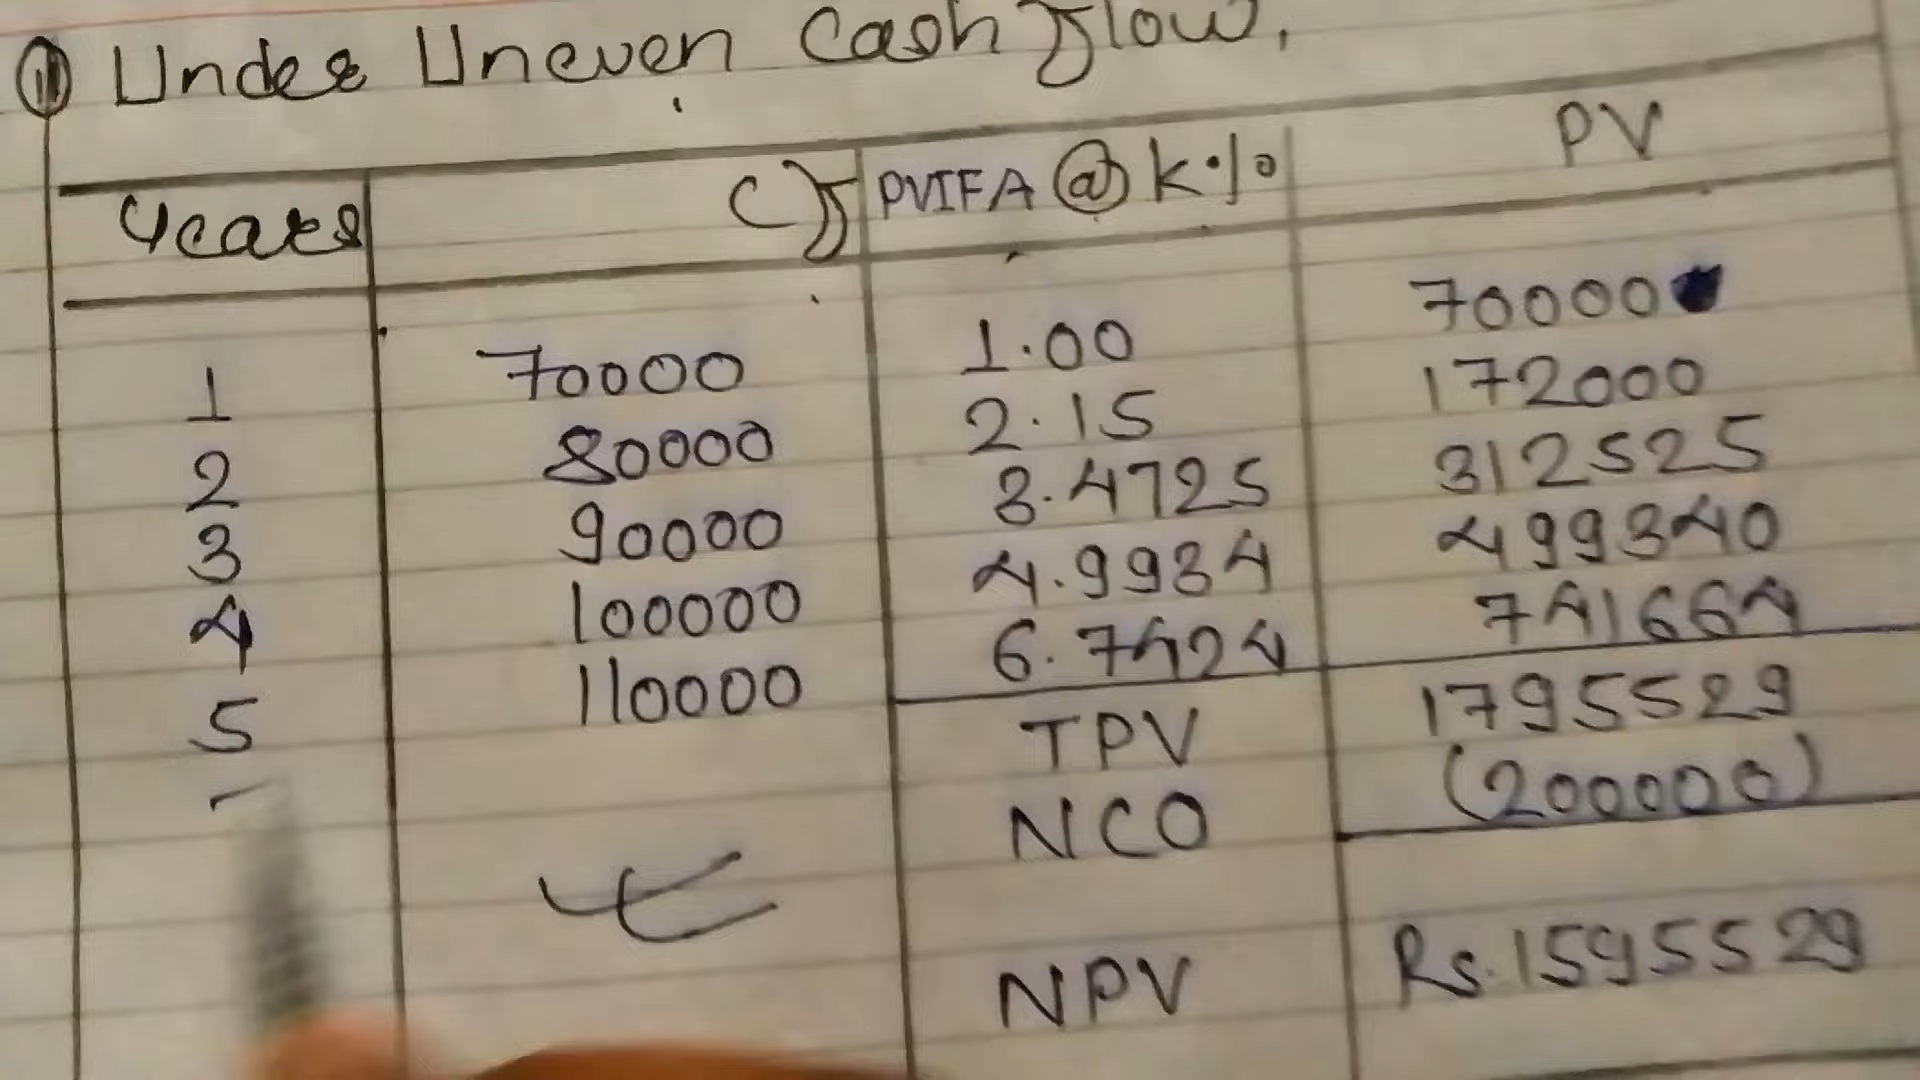 (ii) Under Uneven Cash flow.
Years CF PVIFA @ K% PV
1 70000 1.00 70000
2 80000 2.15 172000
3 90000 3.4725 312525
4 100000 4.9934 499340
5 110000 6.7424 741664
TPV 1795529
NCO (200000)
NPV Rs. 1595529